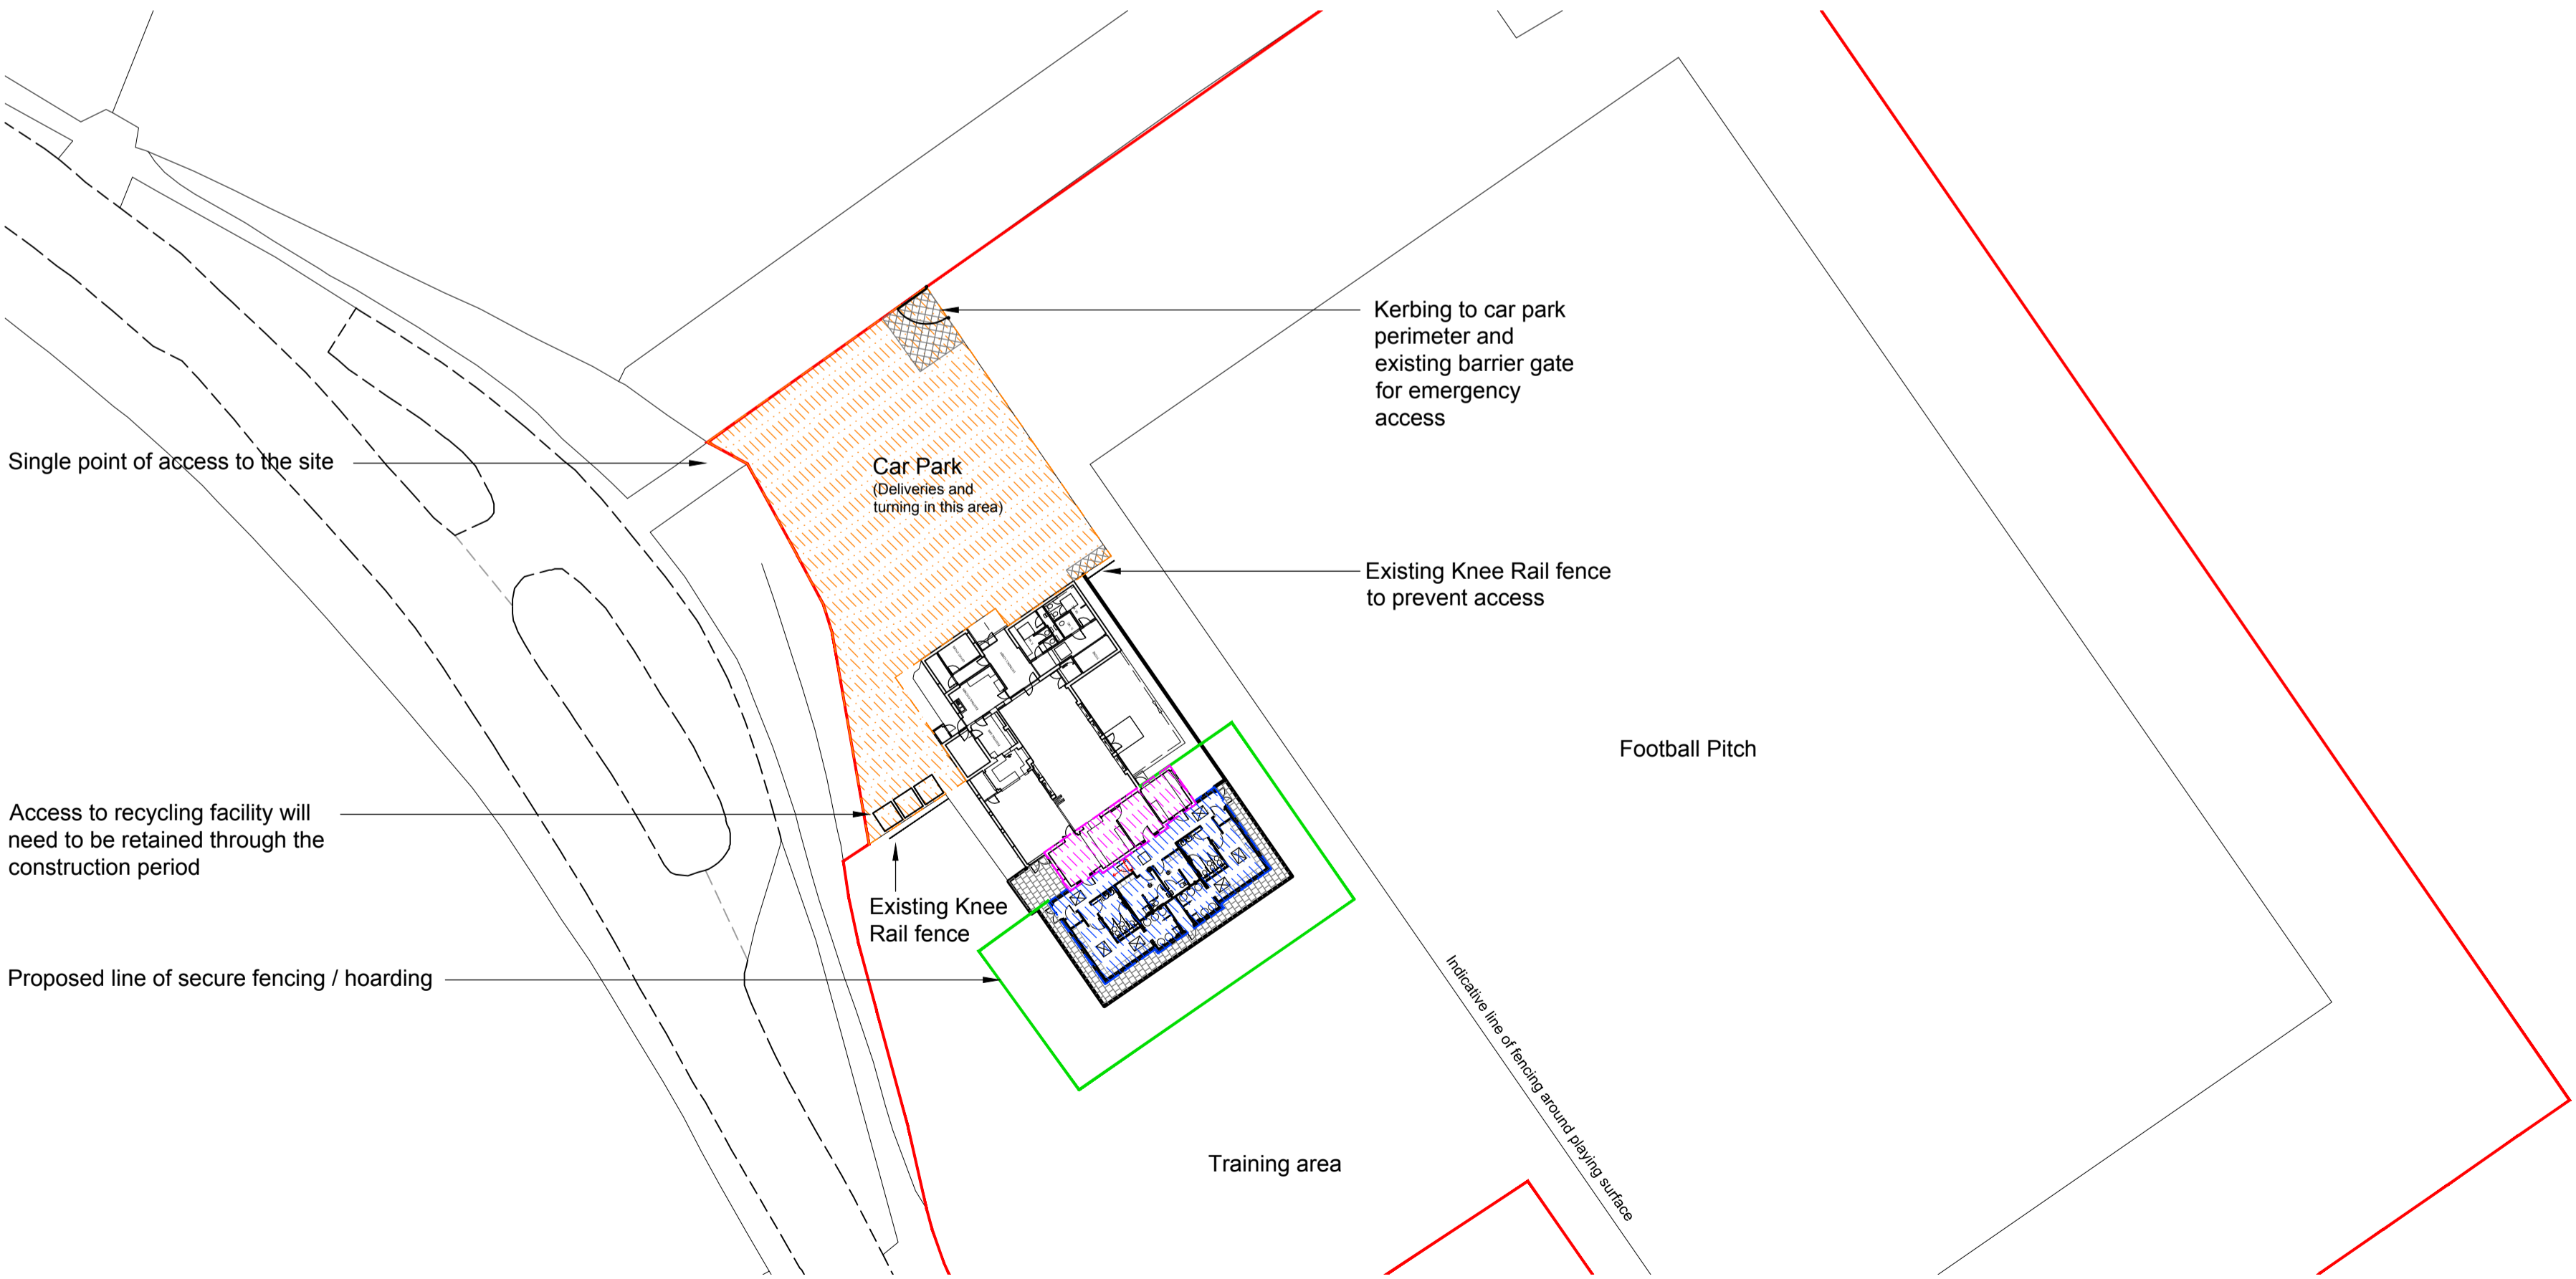 Kerbing to car park
perimeter and
existing barrier gate
for emergency
access
Single point of access to the site
Car Park
(Deliveries and
turning in this area)
Existing Knee Rail fence
to prevent access
Football Pitch
Access to recycling facility will
need to be retained through the
construction period
Existing Knee
Rail fence
Proposed line of secure fencing / hoarding
Indicative line of fencing around playing surface
Training area